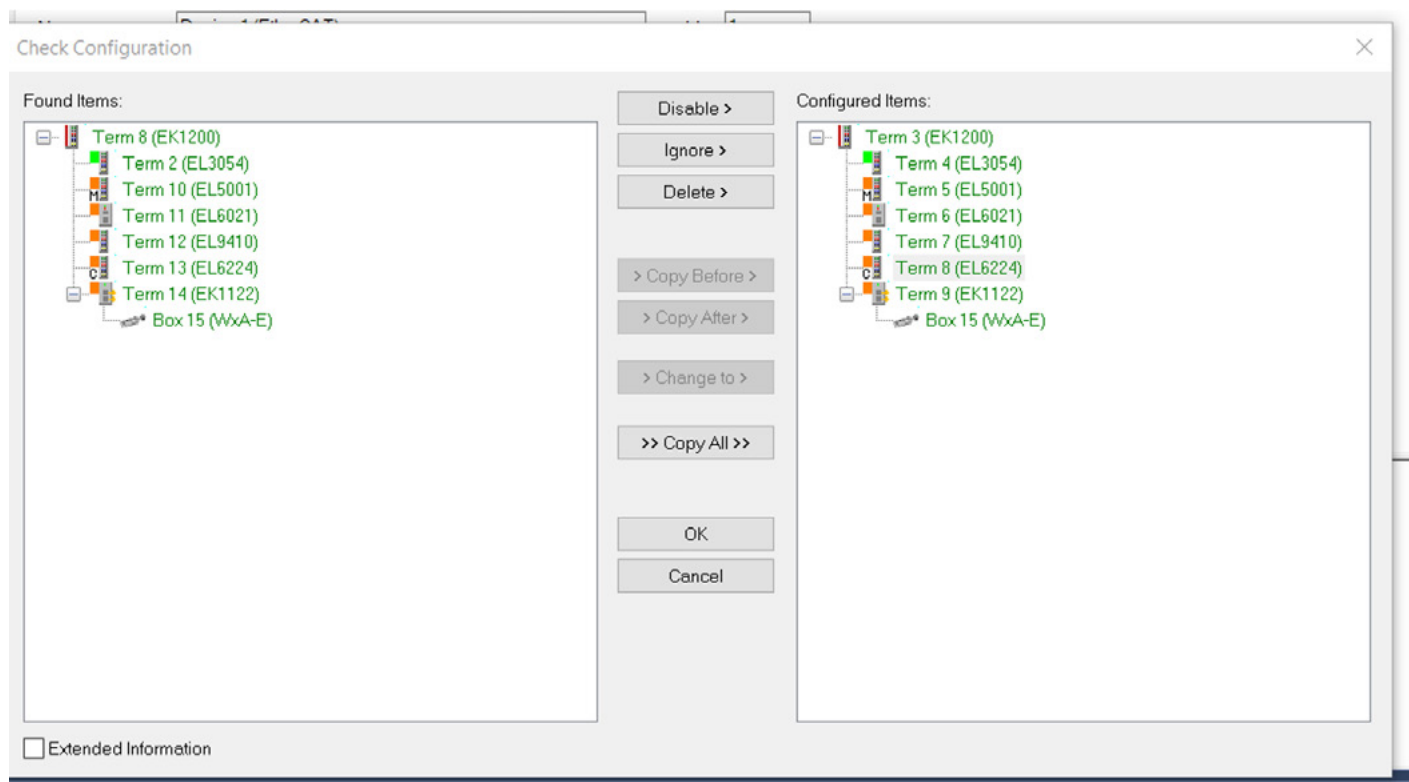 Check Configuration
Found Items:
Term 8 (EK1200)
Term 2 (EL3054)
M Term 10 (EL5001)
Term 11 (EL6021)
Term 12 (EL9410)
C Term 13 (EL6224)
Term 14 (EK1122)
Box 15 (WxA-E)
Disable >
Ignore >
Delete >
> Copy Before >
> Copy After >
> Change to >
>> Copy All >>
OK
Cancel
Configured Items:
Term 3 (EK1200)
Term 4 (EL3054)
M Term 5 (EL5001)
Term 6 (EL6021)
Term 7 (EL9410)
C Term 8 (EL6224)
Term 9 (EK1122)
Box 15 (WxA-E)
Extended Information